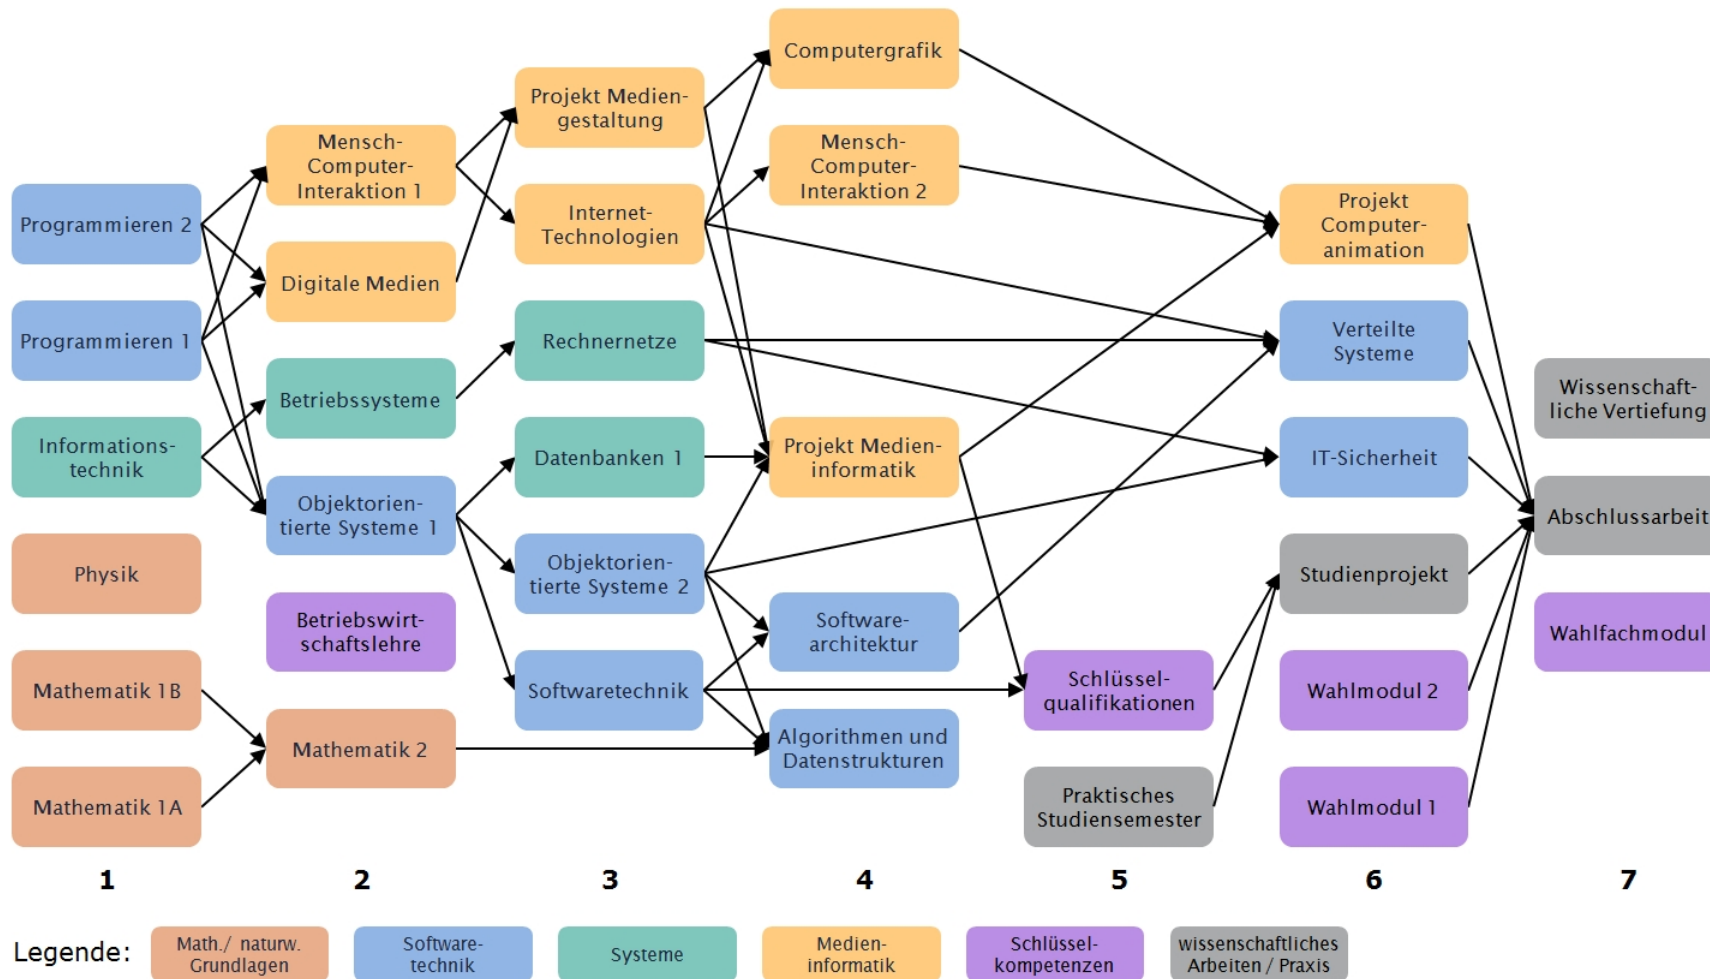 Programmieren 2
Programmieren 1
Informations-
technik
Physik
Mathematik 1B
Mathematik 1A
1
Mensch-
Computer-
Interaktion 1
Digitale Medien
Betriebssysteme
Objektorien-
tierte Systeme 1
Betriebswirt-
schaftslehre
Mathematik 2
2
Projekt Medien-
gestaltung
Internet-
Technologien
Rechnernetze
Datenbanken 1
Objektorien-
tierte Systeme 2
Softwaretechnik
3
Computergrafik
Mensch-
Computer-
Interaktion 2
Projekt Medien-
informatik
Software-
architektur
Algorithmen und
Datenstrukturen
4
Schlüssel-
qualifikationen
Praktisches
Studiensemester
5
Projekt
Computer-
animation
Verteilte
Systeme
IT-Sicherheit
Studienprojekt
Wahlmodul 2
Wahlmodul 1
6
Wissenschaft-
liche Vertiefung
Abschlussarbeit
Wahlfachmodul
7
Legende:
Math./ naturw.
Grundlagen
Software-
technik
Systeme
Medien-
informatik
Schlüssel-
kompetenzen
wissenschaftliches
Arbeiten / Praxis